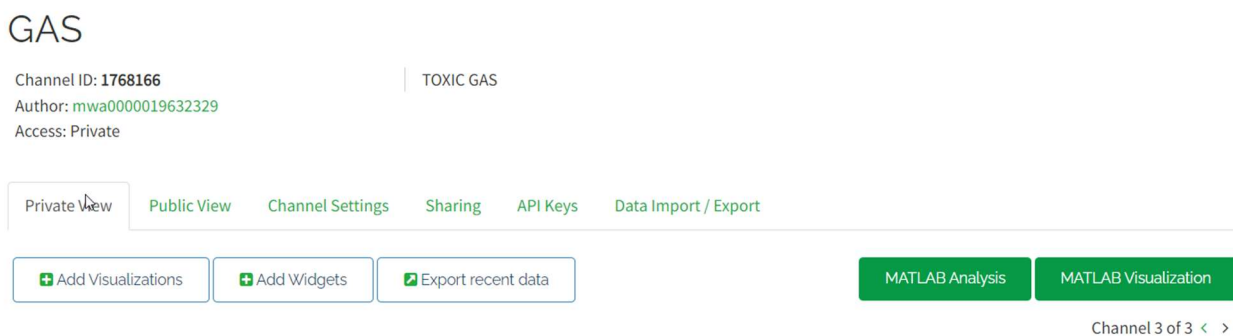 GAS
Channel ID: 1768166
TOXIC GAS
Author: mwa0000019632329
Access: Private
Private View
Public View
Channel Settings
Sharing
API Keys
Data Import / Export
Add Visualizations
Add Widgets
Export recent data
MATLAB Analysis
MATLAB Visualization
Channel 3 of 3 < >